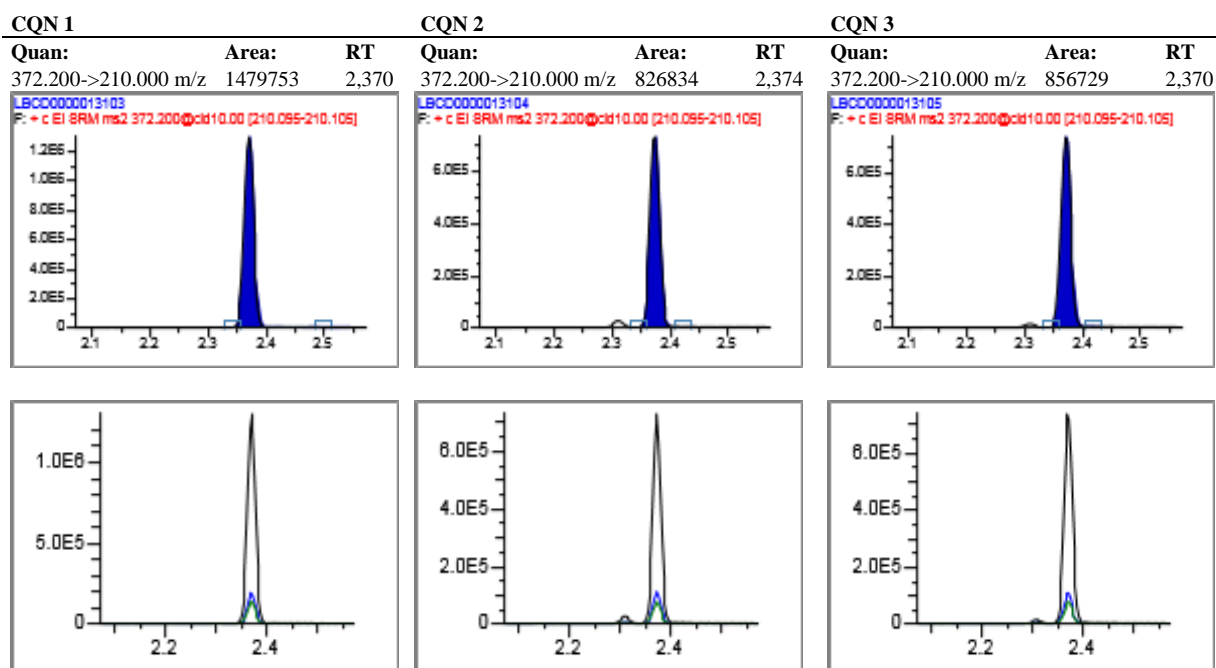 CQN 1 CQN 2 CQN 3
Quan: Area: RT Quan: Area: RT Quan: Area: RT
372.200->210.000 m/z 1479753 2,370 372.200->210.000 m/z 826834 2,374 372.200->210.000 m/z 856729 2,370
LBCD0000013103 LBCD0000013104 LBCD0000013105
F: + c EI SRM ms2 372.200@cid10.00 [210.095-210.105] F: + c EI SRM ms2 372.200@cid10.00 [210.095-210.105] F: + c EI SRM ms2 372.200@cid10.00 [210.095-210.105]
1.2E6
1.0E6
8.0E5
6.0E5
4.0E5
2.0E5
0
2.1 2.2 2.3 2.4 2.5
6.0E5
4.0E5
2.0E5
0
2.1 2.2 2.3 2.4 2.5
6.0E5
4.0E5
2.0E5
0
2.1 2.2 2.3 2.4 2.5
1.0E6
5.0E5
0
2.2 2.4
6.0E5
4.0E5
2.0E5
0
2.2 2.4
6.0E5
4.0E5
2.0E5
0
2.2 2.4